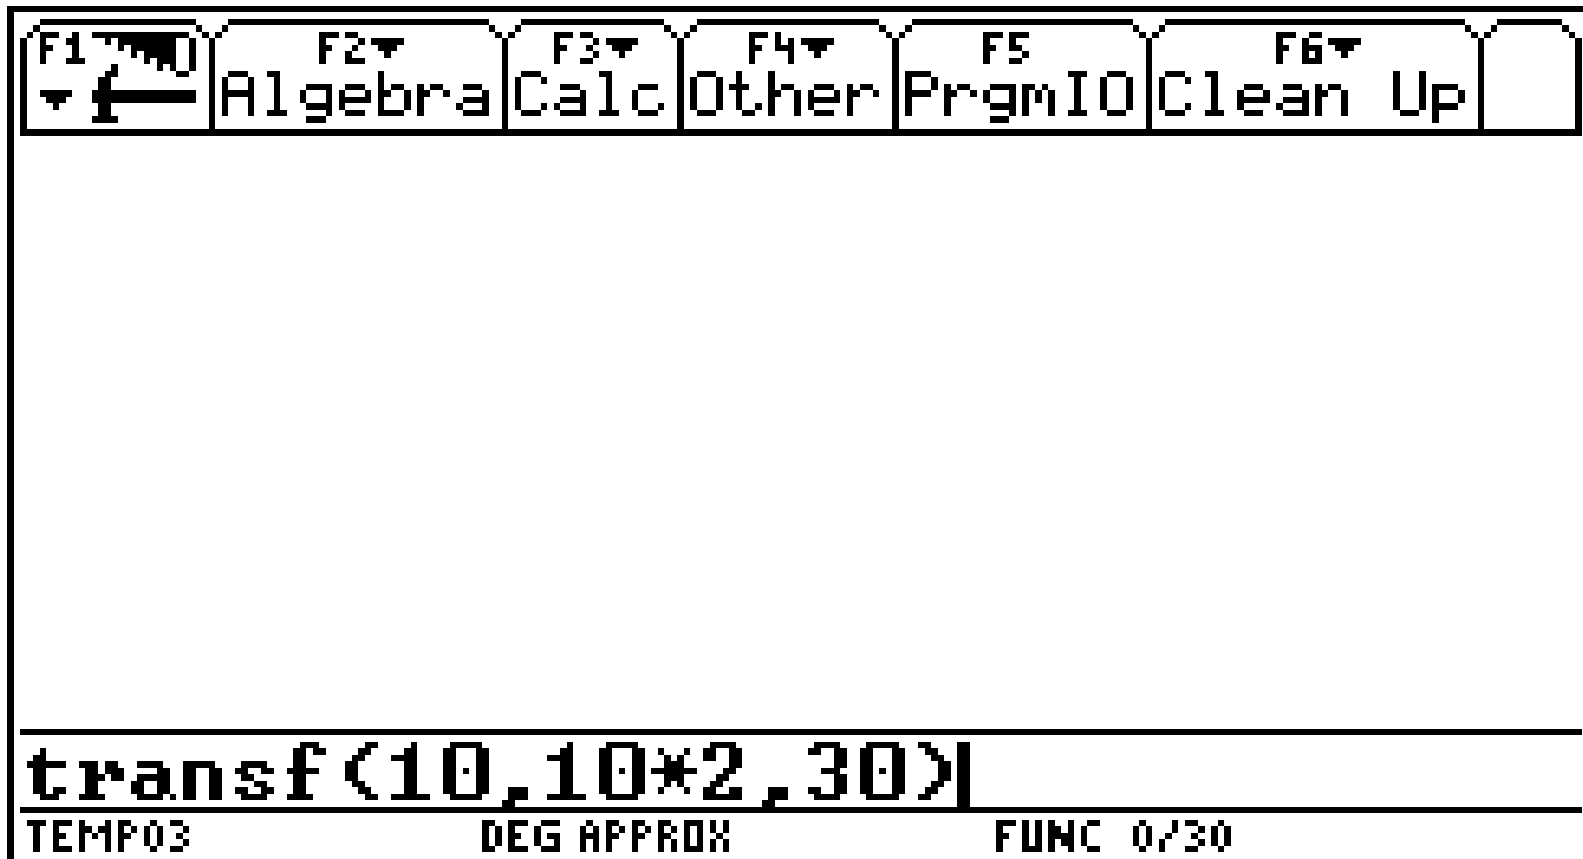 F1 F2 F3 F4 F5 F6
Algebra Calc Other PrgmIO Clean Up
transf(10,10*2,30)
TEMP03 DEG APPROX FUNC 0/30